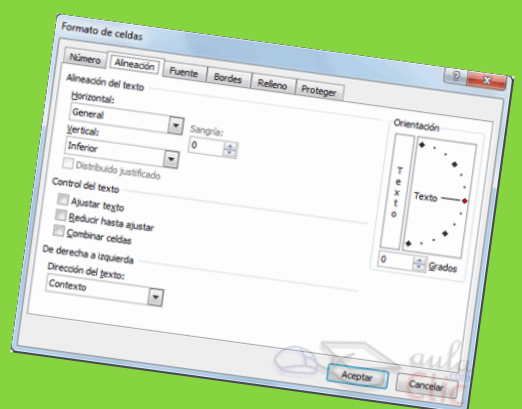 Formato de celdas
Número Alineación Fuente Bordes Relleno Proteger
Alineación del texto
Horizontal:
General
Sangría:
0
Vertical:
Inferior
Distribuido justificado
Control del texto
Ajustar texto
Reducir hasta ajustar
Combinar celdas
De derecha a izquierda
Dirección del texto:
Contexto
Orientación
Texto
Texto
0 Grados
aula
Clic
Aceptar Cancelar